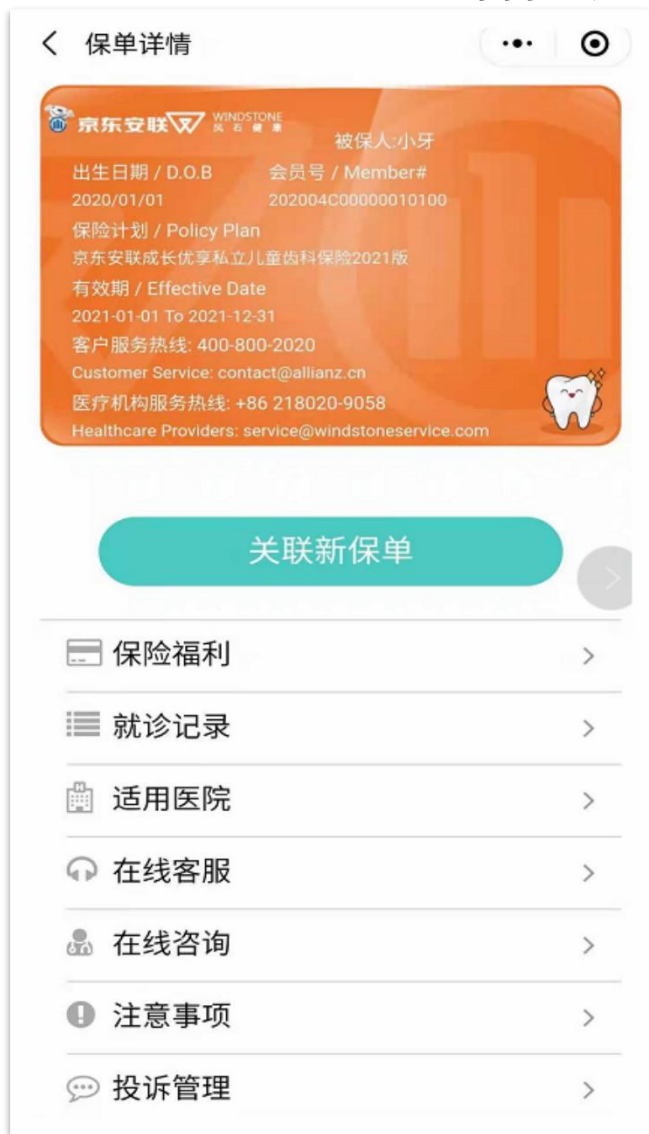 保单详情
京东安联 WINDSTONE
风石健康
被保人:小牙
出生日期 / D.O.B 会员号 / Member#
2020/01/01 202004C00000010100
保险计划 / Policy Plan
京东安联成长优享私立儿童齿科保险2021版
有效期 / Effective Date
2021-01-01 To 2021-12-31
客户服务热线: 400-800-2020
Customer Service: contact@allianz.cn
医疗机构服务热线: +86 218020-9058
Healthcare Providers: service@windstoneservice.com
关联新保单
保险福利
就诊记录
适用医院
在线客服
在线咨询
注意事项
投诉管理